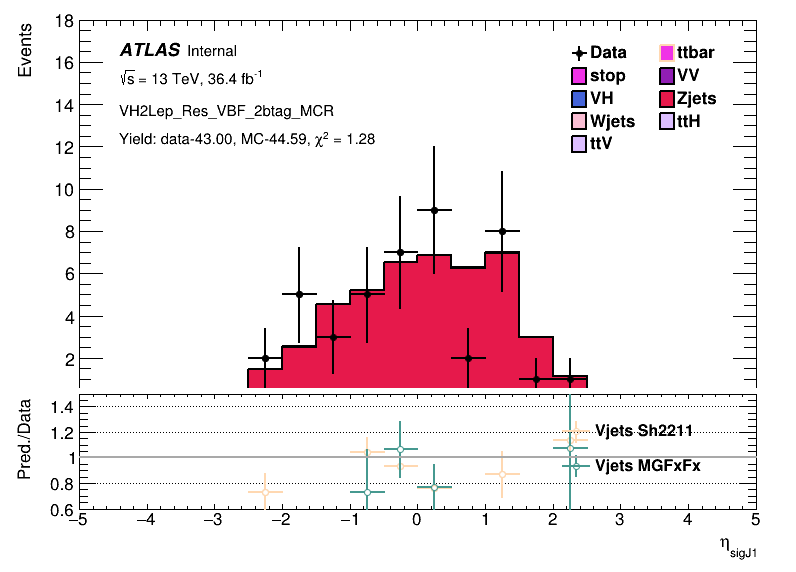 Events
18
16
14
12
10
8
6
4
2
ATLAS Internal
√s = 13 TeV, 36.4 fb⁻¹
VH2Lep_Res_VBF_2btag_MCR
Yield: data-43.00, MC-44.59, χ² = 1.28
Data ttbar
stop VV
VH Zjets
Wjets ttH
ttV
Pred./Data
1.4
1.2
1
0.8
0.6
Vjets Sh2211
Vjets MGFxFx
−5 −4 −3 −2 −1 0 1 2 3 4 5
η_sigJ1